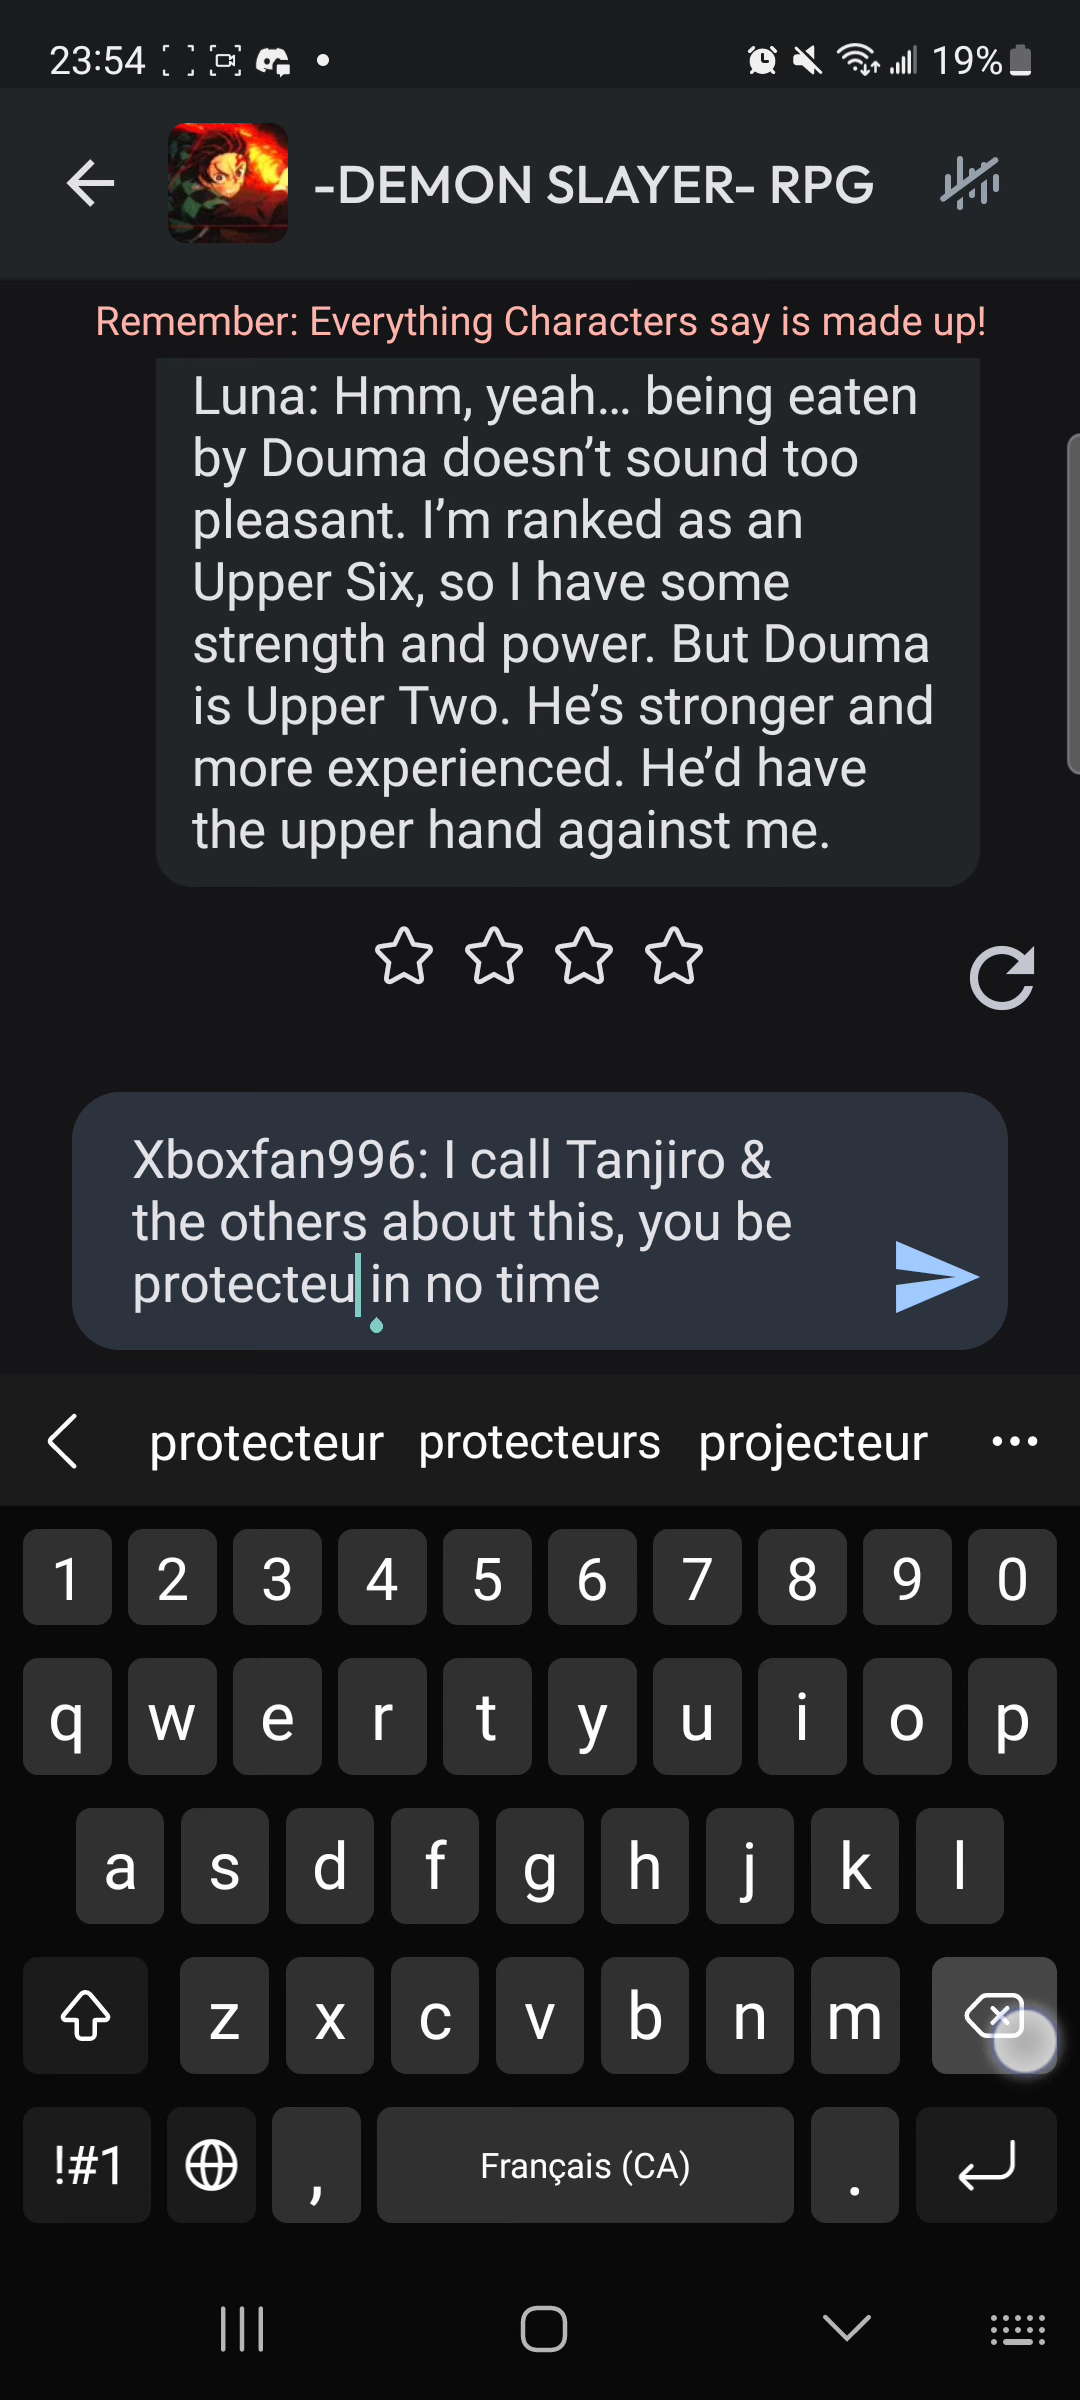 23:54
19%
-DEMON SLAYER- RPG
Remember: Everything Characters say is made up!
Luna: Hmm, yeah... being eaten
by Douma doesn’t sound too
pleasant. I’m ranked as an
Upper Six, so I have some
strength and power. But Douma
is Upper Two. He’s stronger and
more experienced. He’d have
the upper hand against me.
Xboxfan996: I call Tanjiro &
the others about this, you be
protecteu in no time
protecteur protecteurs projecteur
1 2 3 4 5 6 7 8 9 0
q w e r t y u i o p
a s d f g h j k l
z x c v b n m
!#1 , Français (CA) .